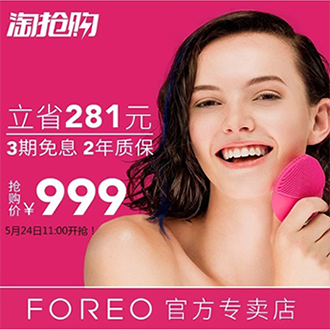 淘抢购
立省281元
3期免息 2年质保
抢购价¥999
5月24日11:00开抢！
FOREO 官方专卖店